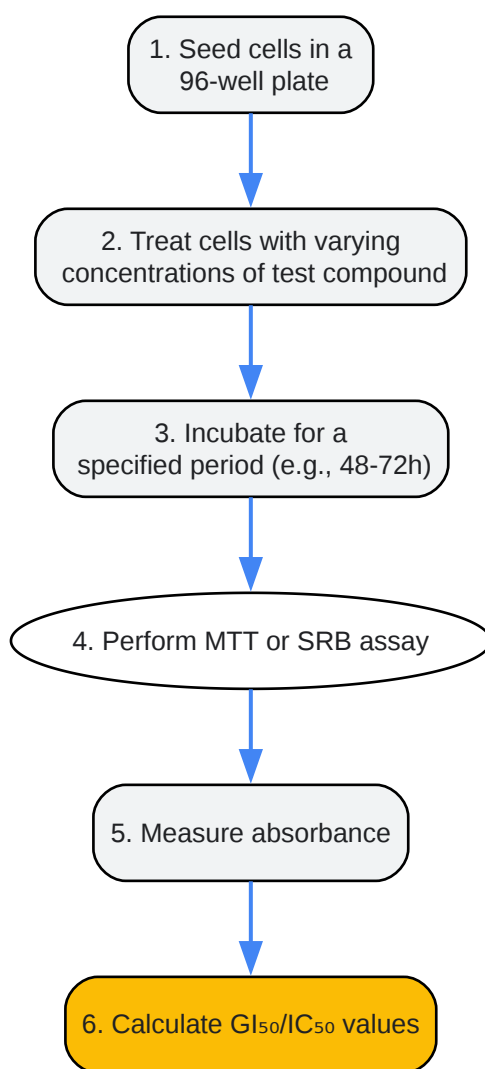 1. Seed cells in a
96-well plate
2. Treat cells with varying
concentrations of test compound
3. Incubate for a
specified period (e.g., 48-72h)
4. Perform MTT or SRB assay
5. Measure absorbance
6. Calculate GI₅₀/IC₅₀ values